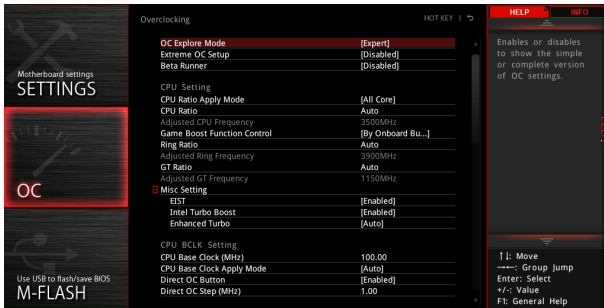 Overclocking
HOT KEY
HELP
INFO
Motherboard settings
SETTINGS
OC
Use USB to flash/save BIOS
M-FLASH
OC Explore Mode [Expert]
Extreme OC Setup [Disabled]
Beta Runner [Disabled]
CPU Setting
CPU Ratio Apply Mode [All Core]
CPU Ratio Auto
Adjusted CPU Frequency 3500MHz
Game Boost Function Control [By Onboard Bu...]
Ring Ratio Auto
Adjusted Ring Frequency 3900MHz
GT Ratio Auto
Adjusted GT Frequency 1150MHz
Misc Setting
EIST [Enabled]
Intel Turbo Boost [Enabled]
Enhanced Turbo [Auto]
CPU BCLK Setting
CPU Base Clock (MHz) 100.00
CPU Base Clock Apply Mode [Auto]
Direct OC Button [Enabled]
Direct OC Step (MHz) 1.00
Enables or disables
to show the simple
or complete version
of OC settings.
↑↓: Move
→←: Group Jump
Enter: Select
+/-: Value
F1: General Help